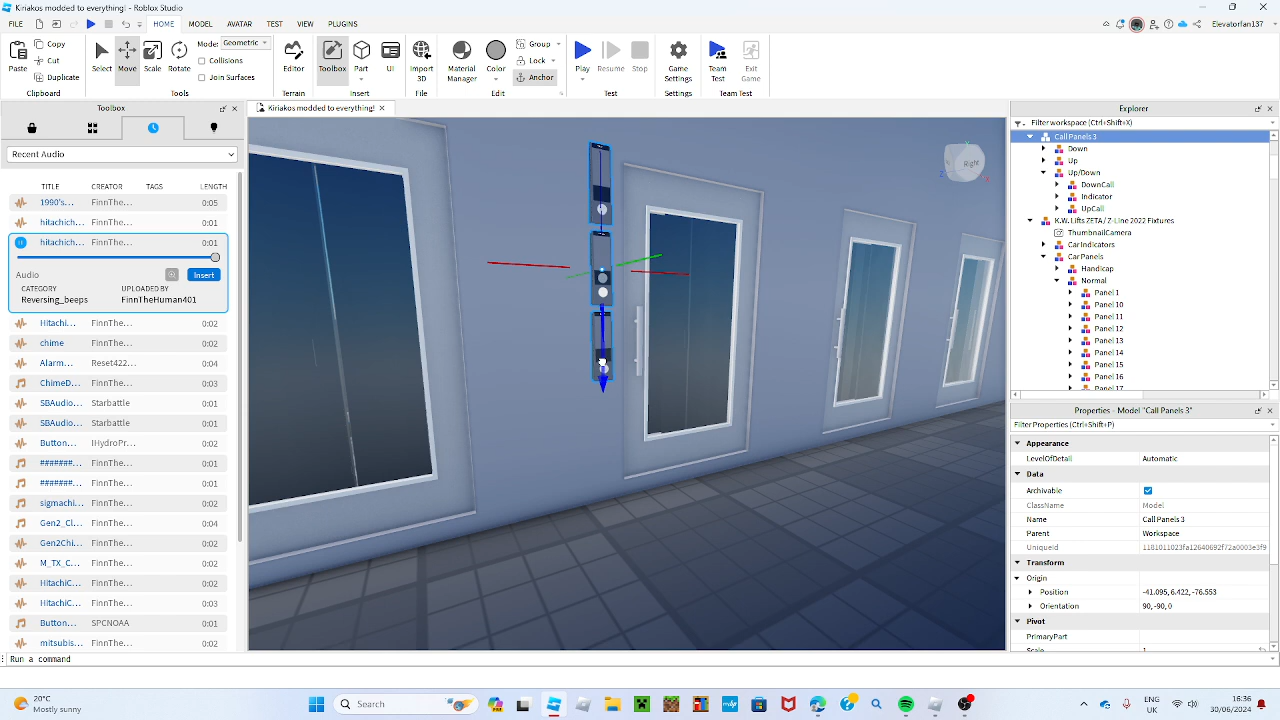 Kiriakos modded to everything! - Roblox Studio
FILE HOME MODEL AVATAR TEST VIEW PLUGINS Elevatorfan137
Paste Copy Cut Duplicate Select Move Scale Rotate Mode: Geometric Collisions Join Surfaces Editor Toolbox Part UI Import 3D Material Manager Color Group Lock Anchor Play Resume Stop Game Settings Team Test Exit Game
Clipboard Tools Terrain Insert File Edit Test Settings Team Test
Toolbox
Kiriakos modded to everything!
Recent Audio
TITLE CREATOR TAGS LENGTH
1990's... FinnThe... 0:05
hitachich... FinnThe... 0:01
hitachich... FinnThe... 0:01
Audio Insert
CATEGORY UPLOADED BY
Reversing_beeps FinnTheHuman401
Hitachi... FinnThe... 0:02
chime FinnThe... 0:02
Alarm... Reset422... 0:02
ChimeD... FinnThe... 0:03
SBAudio... Starbattle 0:01
SBAudio... Starbattle 0:01
Button... IHydroPr... 0:02
#######... FinnThe... 0:01
#######... FinnThe... 0:01
sigmachi... FinnThe... 0:02
Gen2_Cl... FinnThe... 0:04
Gen2Chi... FinnThe... 0:02
M_TX_C... FinnThe... 0:02
HitachiC... FinnThe... 0:02
HitachiC... FinnThe... 0:03
Button... SPCNOAA 0:01
mitsubis... FinnThe... 0:02
Right
Explorer
Filter workspace (Ctrl+Shift+X)
Call Panels 3
Down
Up
Up/Down
DownCall
Indicator
UpCall
K.W. Lifts ZETA / Z-Line 2022 Fixtures
ThumbnailCamera
Car Indicators
Car Panels
Handicap
Normal
Panel 1
Panel 10
Panel 11
Panel 12
Panel 13
Panel 14
Panel 15
Panel 16
Panel 17
Properties - Model "Call Panels 3"
Filter Properties (Ctrl+Shift+P)
Appearance
LevelOfDetail Automatic
Data
Archivable
ClassName Model
Name Call Panels 3
Parent Workspace
UniqueId
Transform
Origin
Position -41.095, 6.422, -76.553
Orientation 90, -90, 0
Pivot
PrimaryPart
Scale 1
Run a command
20°C
Mostly sunny
Search
ENG
UK
16:36
30/06/2024